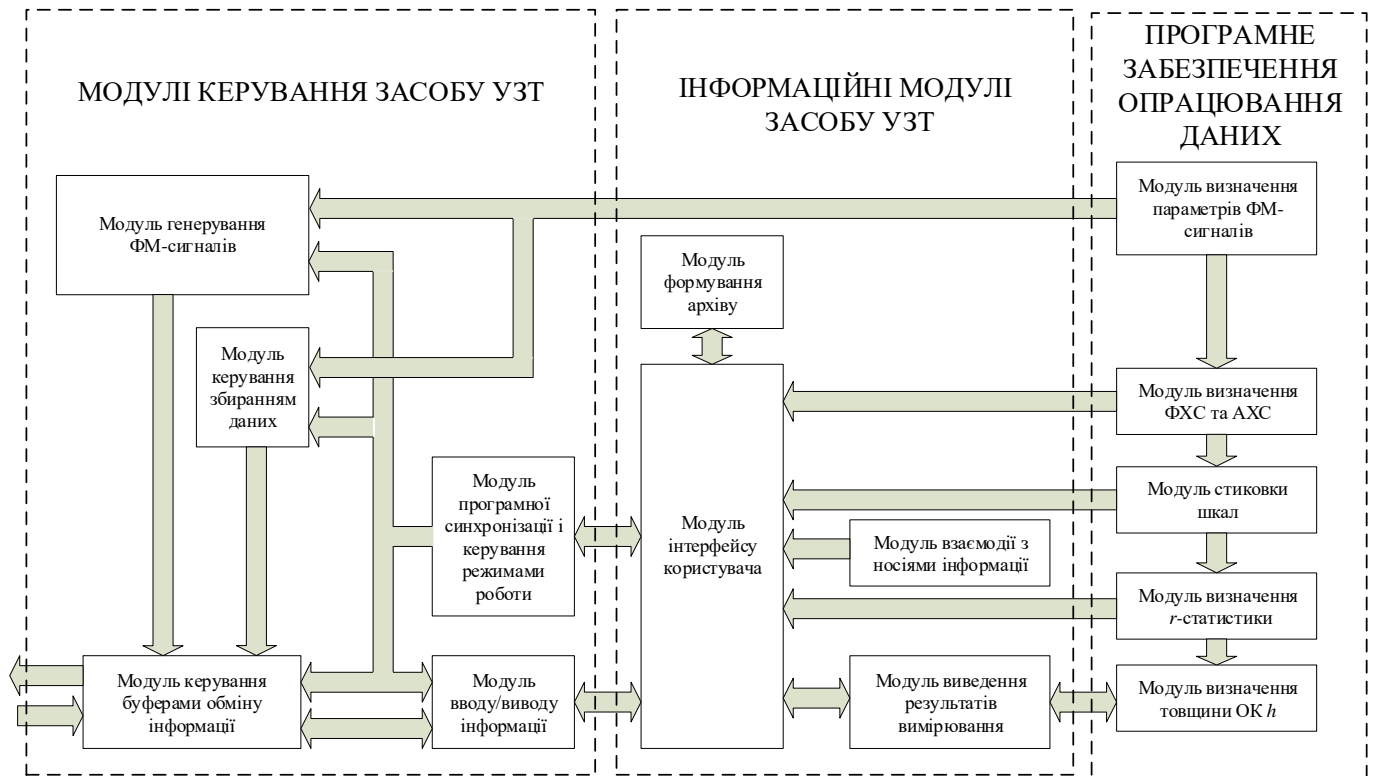 МОДУЛІ КЕРУВАННЯ ЗАСОБУ УЗТ
ІНФОРМАЦІЙНІ МОДУЛІ
ЗАСОБУ УЗТ
ПРОГРАМНЕ
ЗАБЕЗПЕЧЕННЯ
ОПРАЦЮВАННЯ
ДАНИХ
Модуль генерування
ФМ-сигналів
Модуль визначення
параметрів ФМ-
сигналів
Модуль
формування
архіву
Модуль
керування
збиранням
даних
Модуль визначення
ФХС та АХС
Модуль
програмної
синхронізації і
керування
режимами
роботи
Модуль
інтерфейсу
користувача
Модуль стиковки
шкал
Модуль взаємодії з
носіями інформації
Модуль визначення
r-статистики
Модуль керування
буферами обміну
інформації
Модуль
вводу/виводу
інформації
Модуль виведення
результатів
вимірювання
Модуль визначення
товщини ОК h